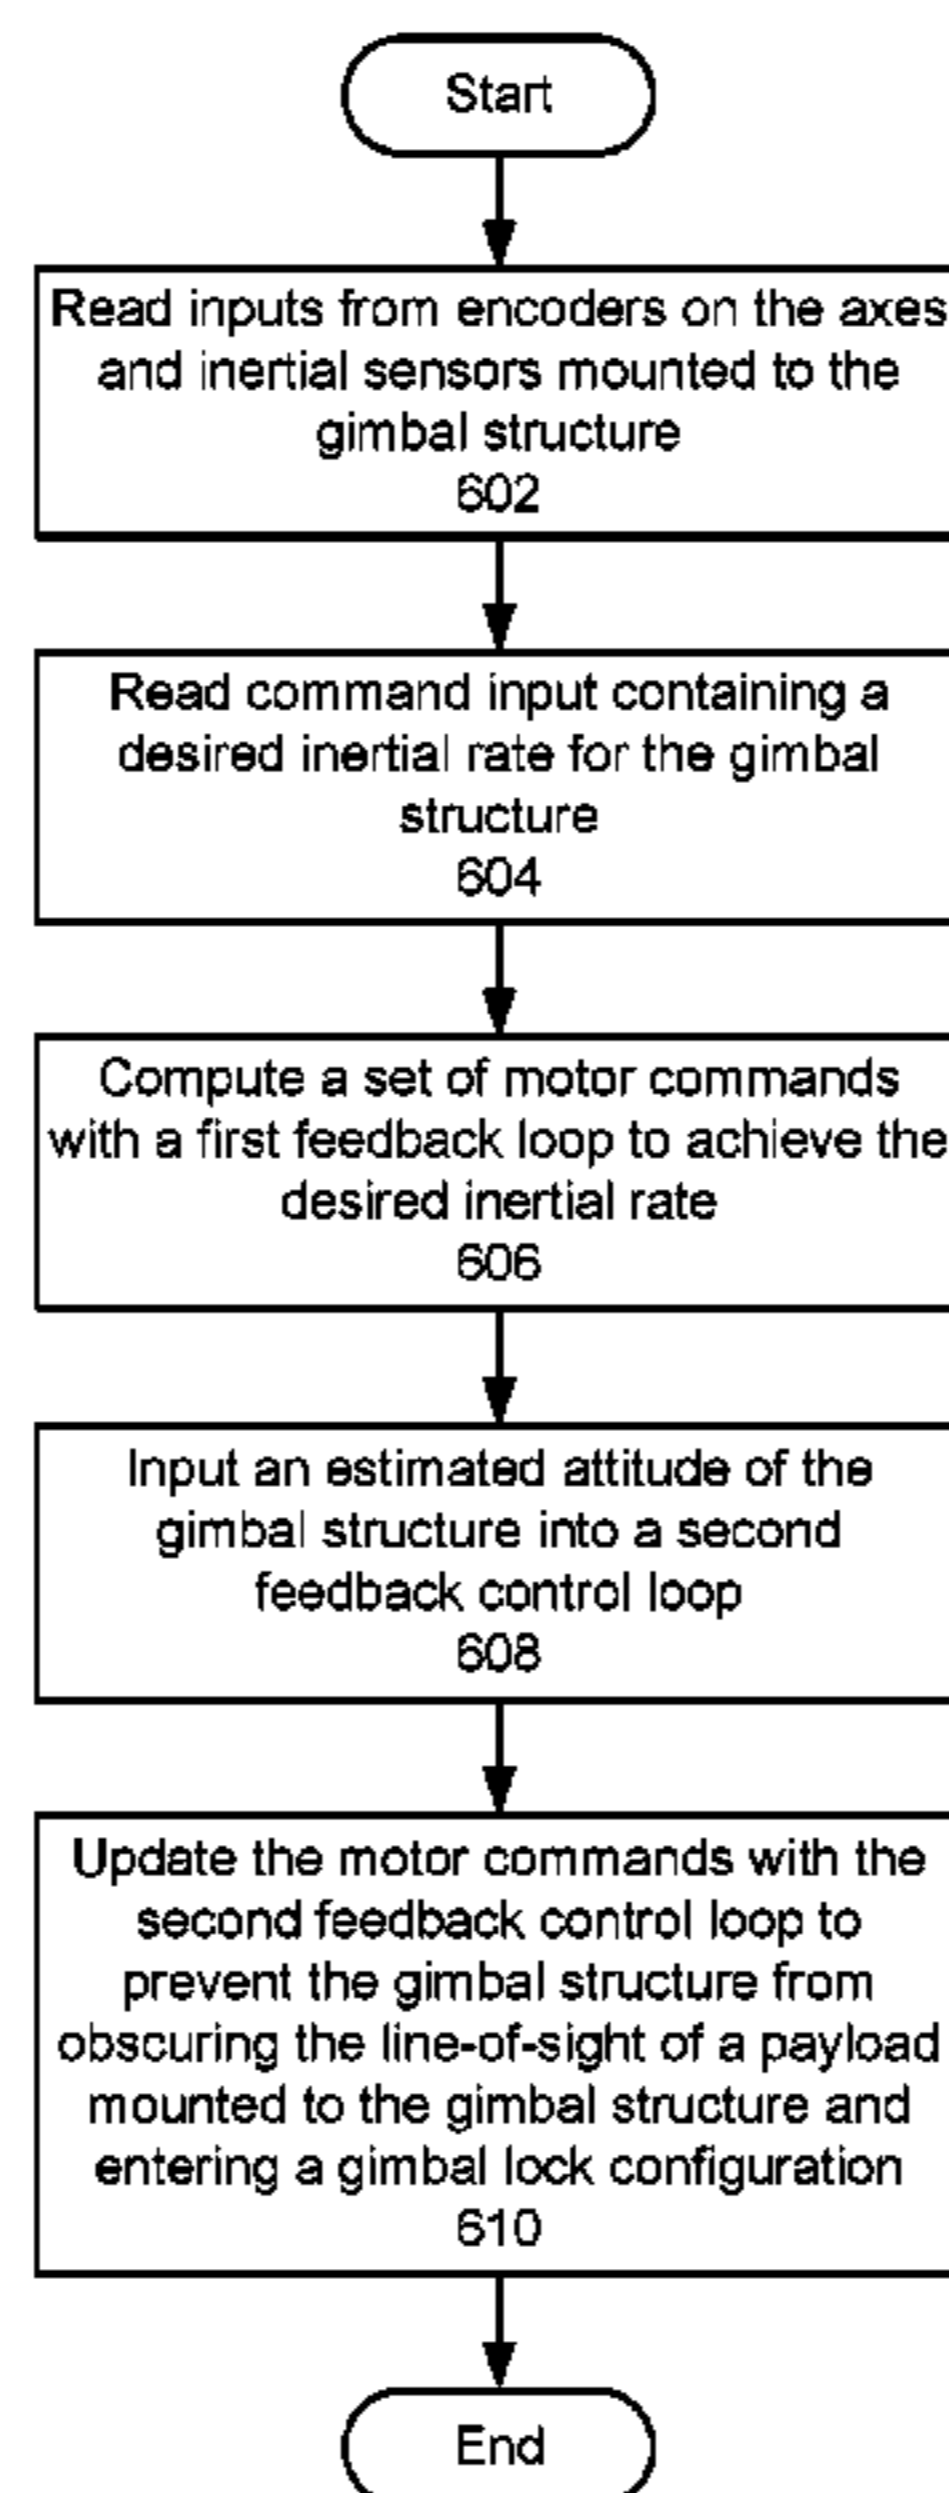 Start
Read inputs from encoders on the axes
and inertial sensors mounted to the
gimbal structure
602
Read command input containing a
desired inertial rate for the gimbal
structure
604
Compute a set of motor commands
with a first feedback loop to achieve the
desired inertial rate
606
Input an estimated attitude of the
gimbal structure into a second
feedback control loop
608
Update the motor commands with the
second feedback control loop to
prevent the gimbal structure from
obscuring the line-of-sight of a payload
mounted to the gimbal structure and
entering a gimbal lock configuration
610
End